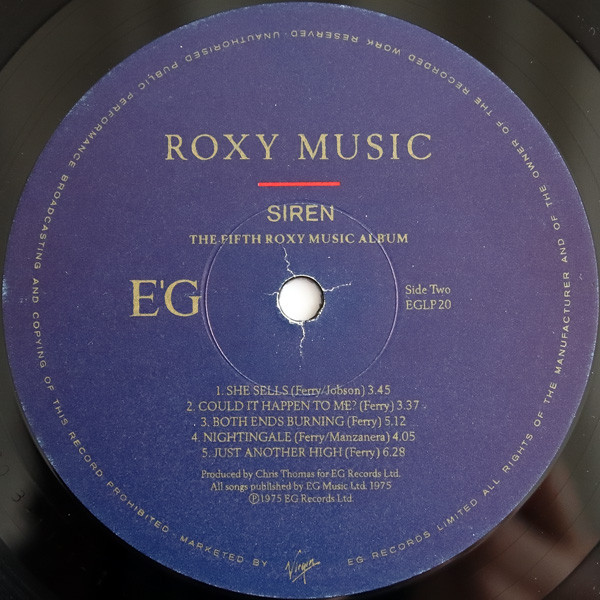 ROXY MUSIC
SIREN
THE FIFTH ROXY MUSIC ALBUM
E'G
Side Two
EGLP 20
1. SHE SELLS (Ferry/Jobson) 3.45
2. COULD IT HAPPEN TO ME? (Ferry) 3.37
3. BOTH ENDS BURNING (Ferry) 5.12
4. NIGHTINGALE (Ferry/Manzanera) 4.05
5. JUST ANOTHER HIGH (Ferry) 6.28
Produced by Chris Thomas for EG Records Ltd.
All songs published by EG Music Ltd. 1975
Ⓟ1975 EG Records Ltd.
MARKETED BY Virgin EG RECORDS LIMITED ALL RIGHTS OF THE MANUFACTURER AND OF THE OWNER OF THE RECORDED WORK RESERVED · UNAUTHORISED PUBLIC PERFORMANCE BROADCASTING AND COPYING OF THIS RECORD PROHIBITED ·